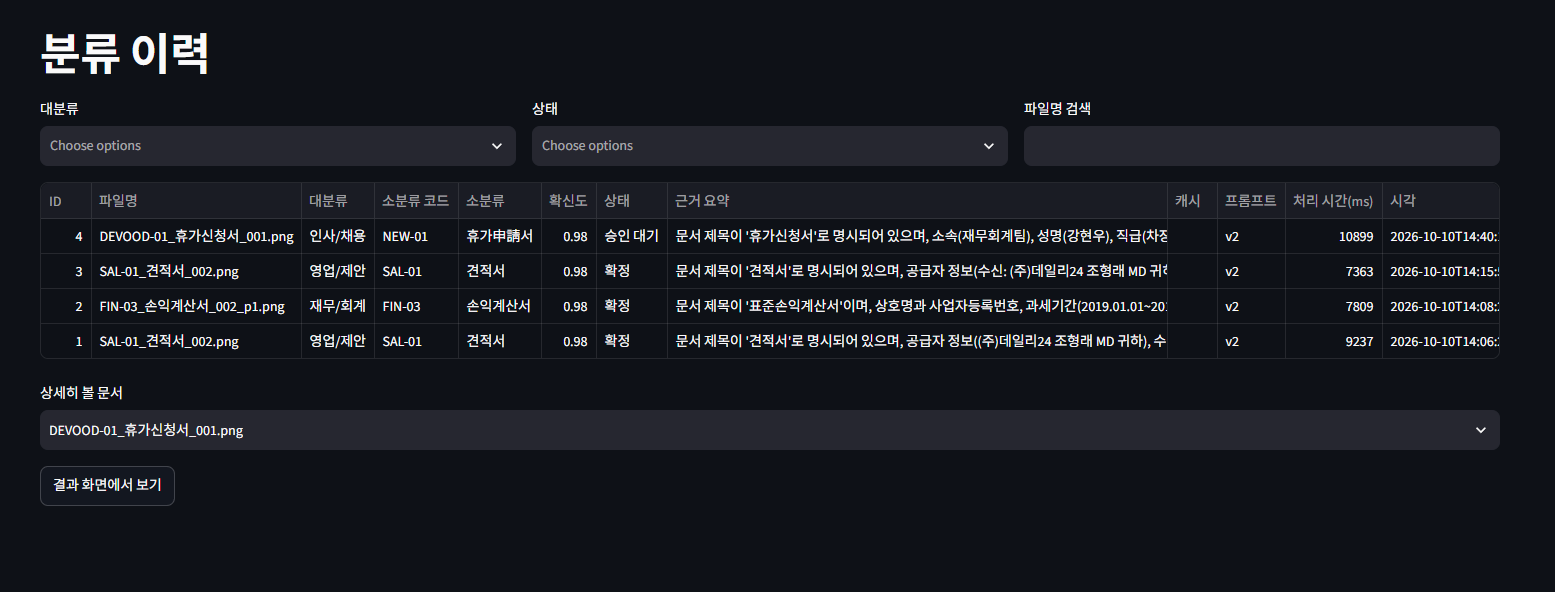 분류 이력
대분류 상태 파일명 검색
Choose options Choose options
ID 파일명 대분류 소분류 코드 소분류 확신도 상태 근거 요약 캐시 프롬프트 처리 시간(ms) 시각
4 DEVOOD-01_휴가신청서_001.png 인사/채용 NEW-01 휴가申請서 0.98 승인 대기 문서 제목이 '휴가신청서'로 명시되어 있으며, 소속(재무회계팀), 성명(강현우), 직급(차장 v2 10899 2026-10-10T14:40:
3 SAL-01_견적서_002.png 영업/제안 SAL-01 견적서 0.98 확정 문서 제목이 '견적서'로 명시되어 있으며, 공급자 정보(수신: (주)데일리24 조형래 MD 귀하 v2 7363 2026-10-10T14:15:
2 FIN-03_손익계산서_002_p1.png 재무/회계 FIN-03 손익계산서 0.98 확정 문서 제목이 '표준손익계산서'이며, 상호명과 사업자등록번호, 과세기간(2019.01.01~20 v2 7809 2026-10-10T14:08:
1 SAL-01_견적서_002.png 영업/제안 SAL-01 견적서 0.98 확정 문서 제목이 '견적서'로 명시되어 있으며, 공급자 정보((주)데일리24 조형래 MD 귀하), 수 v2 9237 2026-10-10T14:06:
상세히 볼 문서
DEVOOD-01_휴가신청서_001.png
결과 화면에서 보기